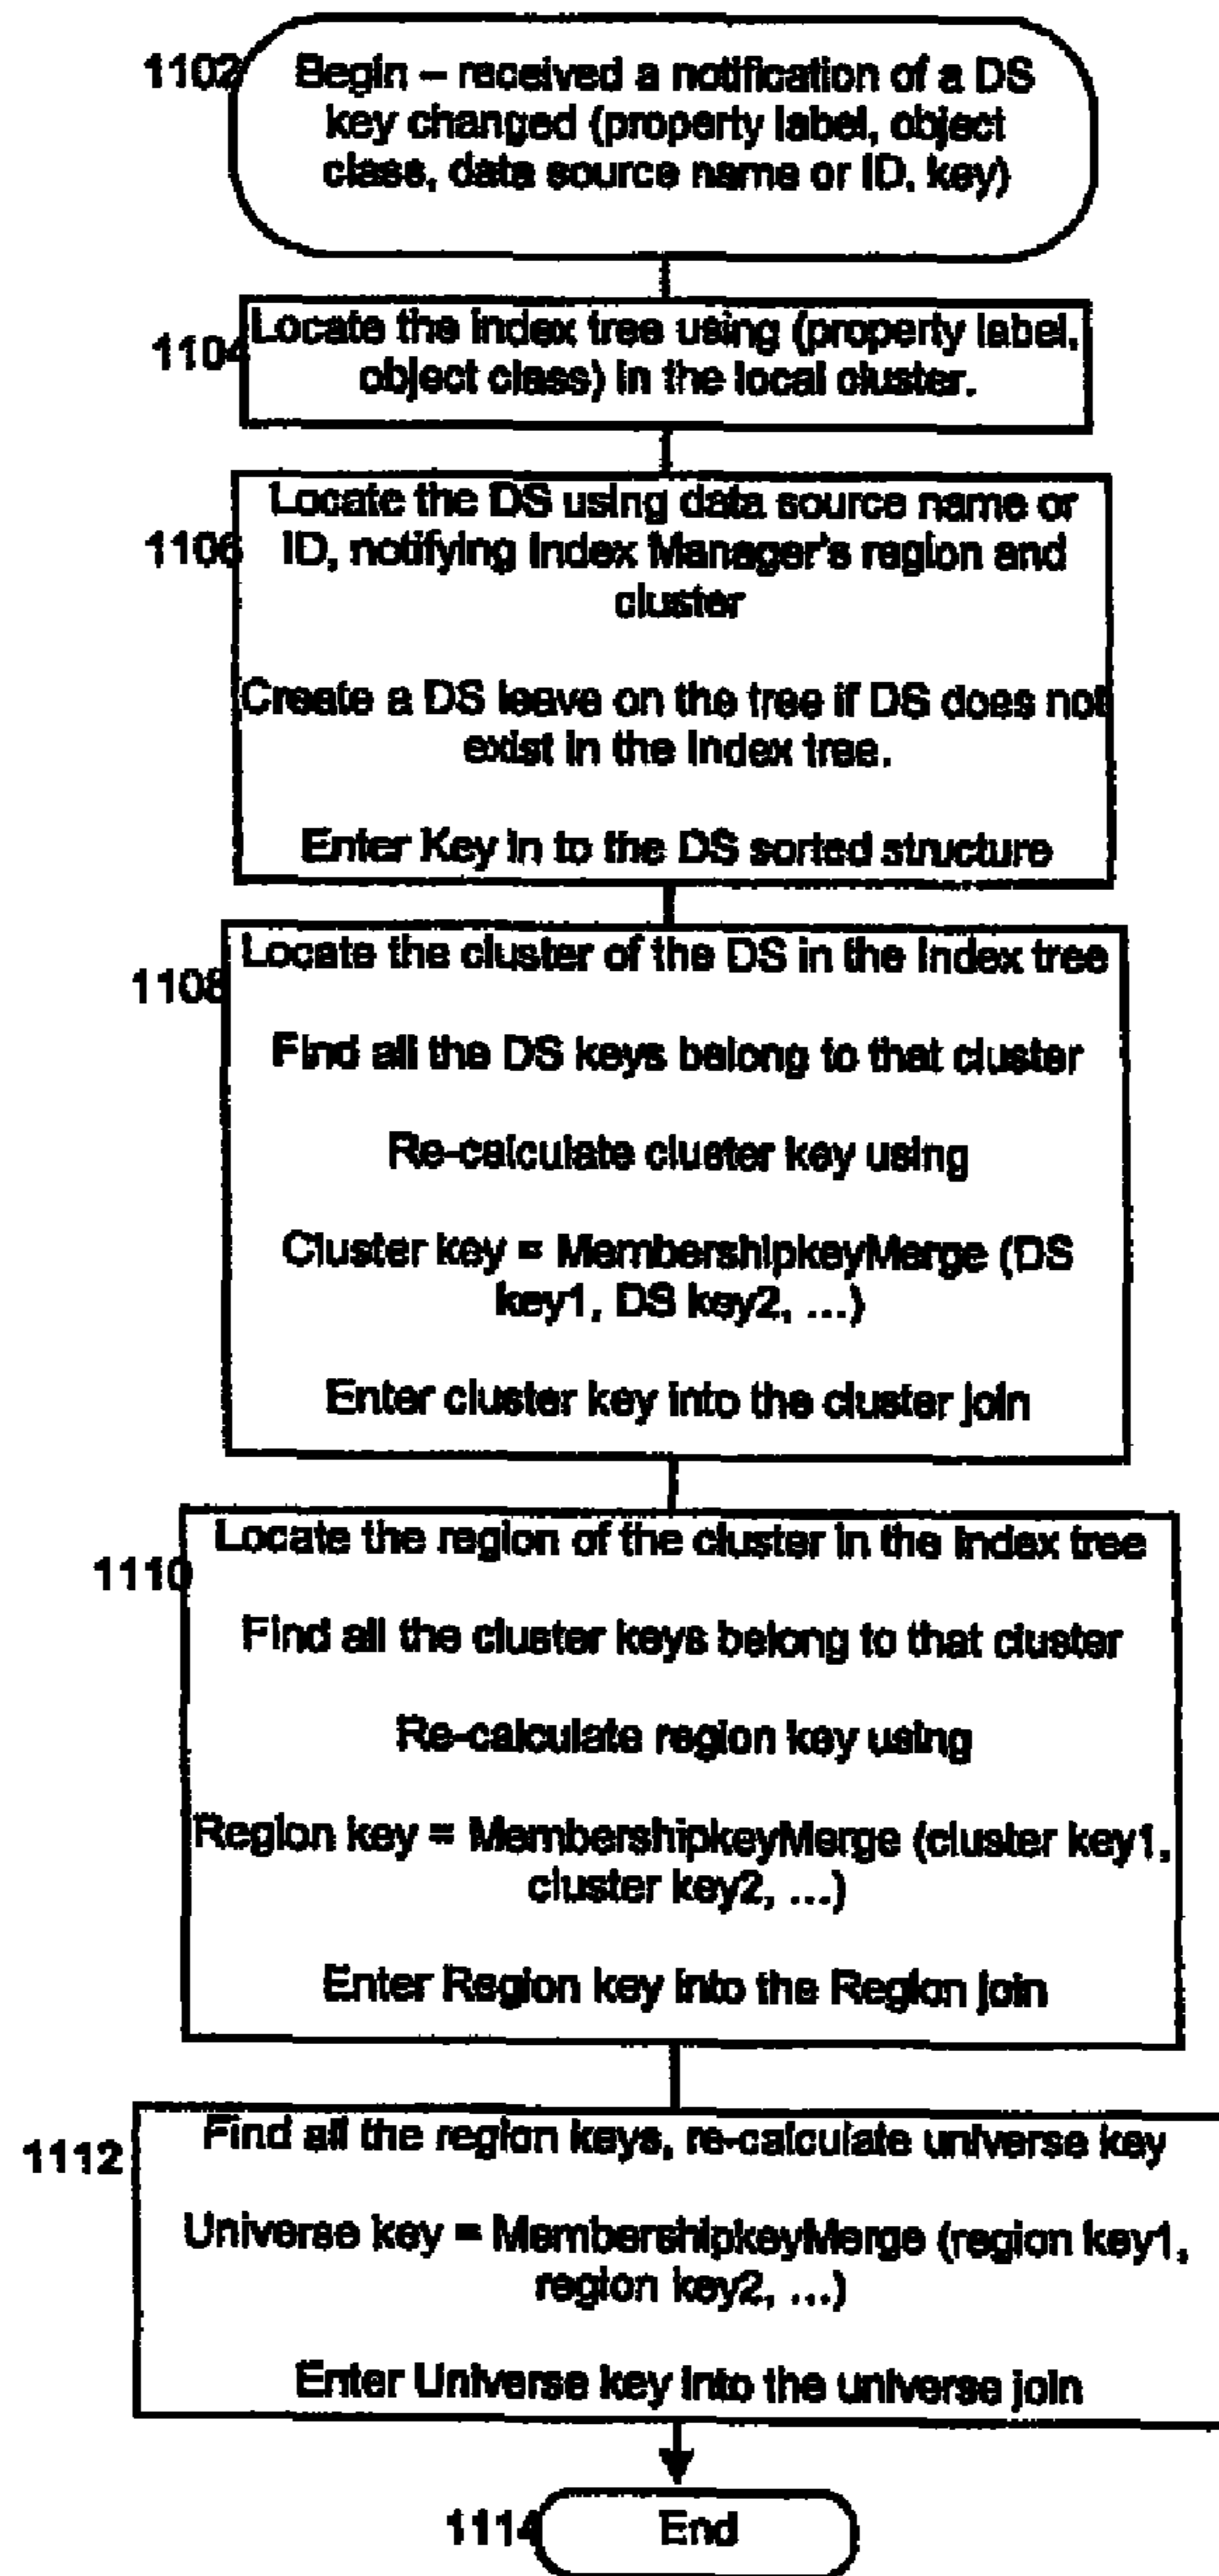 1102
Begin – received a notification of a DS
key changed (property label, object
class, data source name or ID, key)
1104
Locate the index tree using (property label,
object class) in the local cluster.
1106
Locate the DS using data source name or
ID, notifying Index Manager's region and
cluster
Create a DS leave on the tree if DS does not
exist in the Index tree.
Enter Key in to the DS sorted structure
1108
Locate the cluster of the DS in the Index tree
Find all the DS keys belong to that cluster
Re-calculate cluster key using
Cluster key = MembershipkeyMerge (DS
key1, DS key2, ...)
Enter cluster key into the cluster join
1110
Locate the region of the cluster in the Index tree
Find all the cluster keys belong to that cluster
Re-calculate region key using
Region key = MembershipkeyMerge (cluster key1,
cluster key2, ...)
Enter Region key into the Region join
1112
Find all the region keys, re-calculate universe key
Universe key = MembershipkeyMerge (region key1,
region key2, ...)
Enter Universe key into the universe join
1114
End